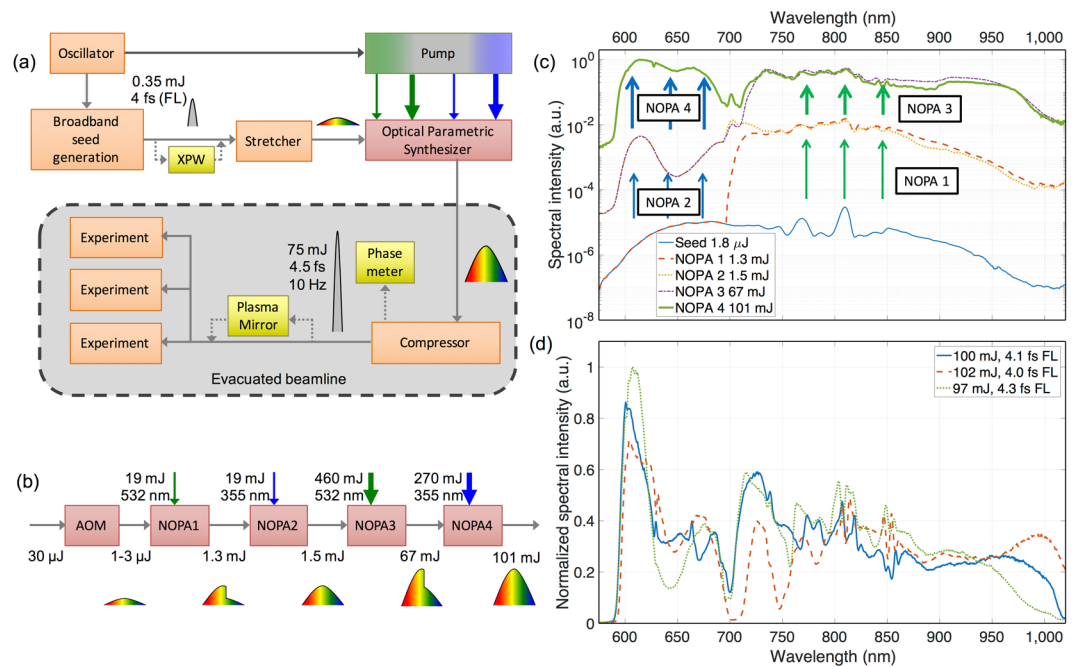 (a)
Oscillator
Pump
0.35 mJ
4 fs (FL)
Broadband
seed
generation
XPW
Stretcher
Optical Parametric
Synthesizer
Experiment
Experiment
Experiment
75 mJ
4.5 fs
10 Hz
Phase
meter
Plasma
Mirror
Compressor
Evacuated beamline
(b)
19 mJ
532 nm
19 mJ
355 nm
460 mJ
532 nm
270 mJ
355 nm
AOM
NOPA1
NOPA2
NOPA3
NOPA4
30 µJ
1-3 µJ
1.3 mJ
1.5 mJ
67 mJ
101 mJ
Wavelength (nm)
600 650 700 750 800 850 900 950 1,000
(c)
Spectral intensity (a.u.)
10⁰
10⁻²
10⁻⁴
10⁻⁶
10⁻⁸
NOPA 4
NOPA 3
NOPA 2
NOPA 1
Seed 1.8 µJ
NOPA 1 1.3 mJ
NOPA 2 1.5 mJ
NOPA 3 67 mJ
NOPA 4 101 mJ
(d)
Normalized spectral intensity (a.u.)
1
0.8
0.6
0.4
0.2
0
100 mJ, 4.1 fs FL
102 mJ, 4.0 fs FL
97 mJ, 4.3 fs FL
600 650 700 750 800 850 900 950 1,000
Wavelength (nm)